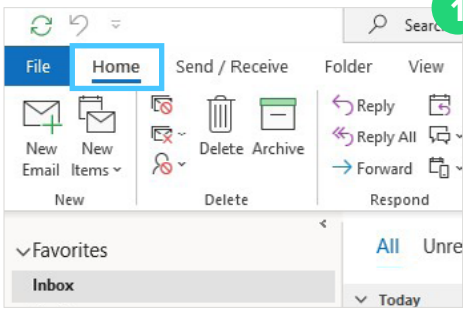 1
Sear
File Home Send / Receive Folder View
New Email
New Items
Delete Archive
Reply
Reply All
Forward
New Delete Respond
Favorites
All Unre
Inbox
Today